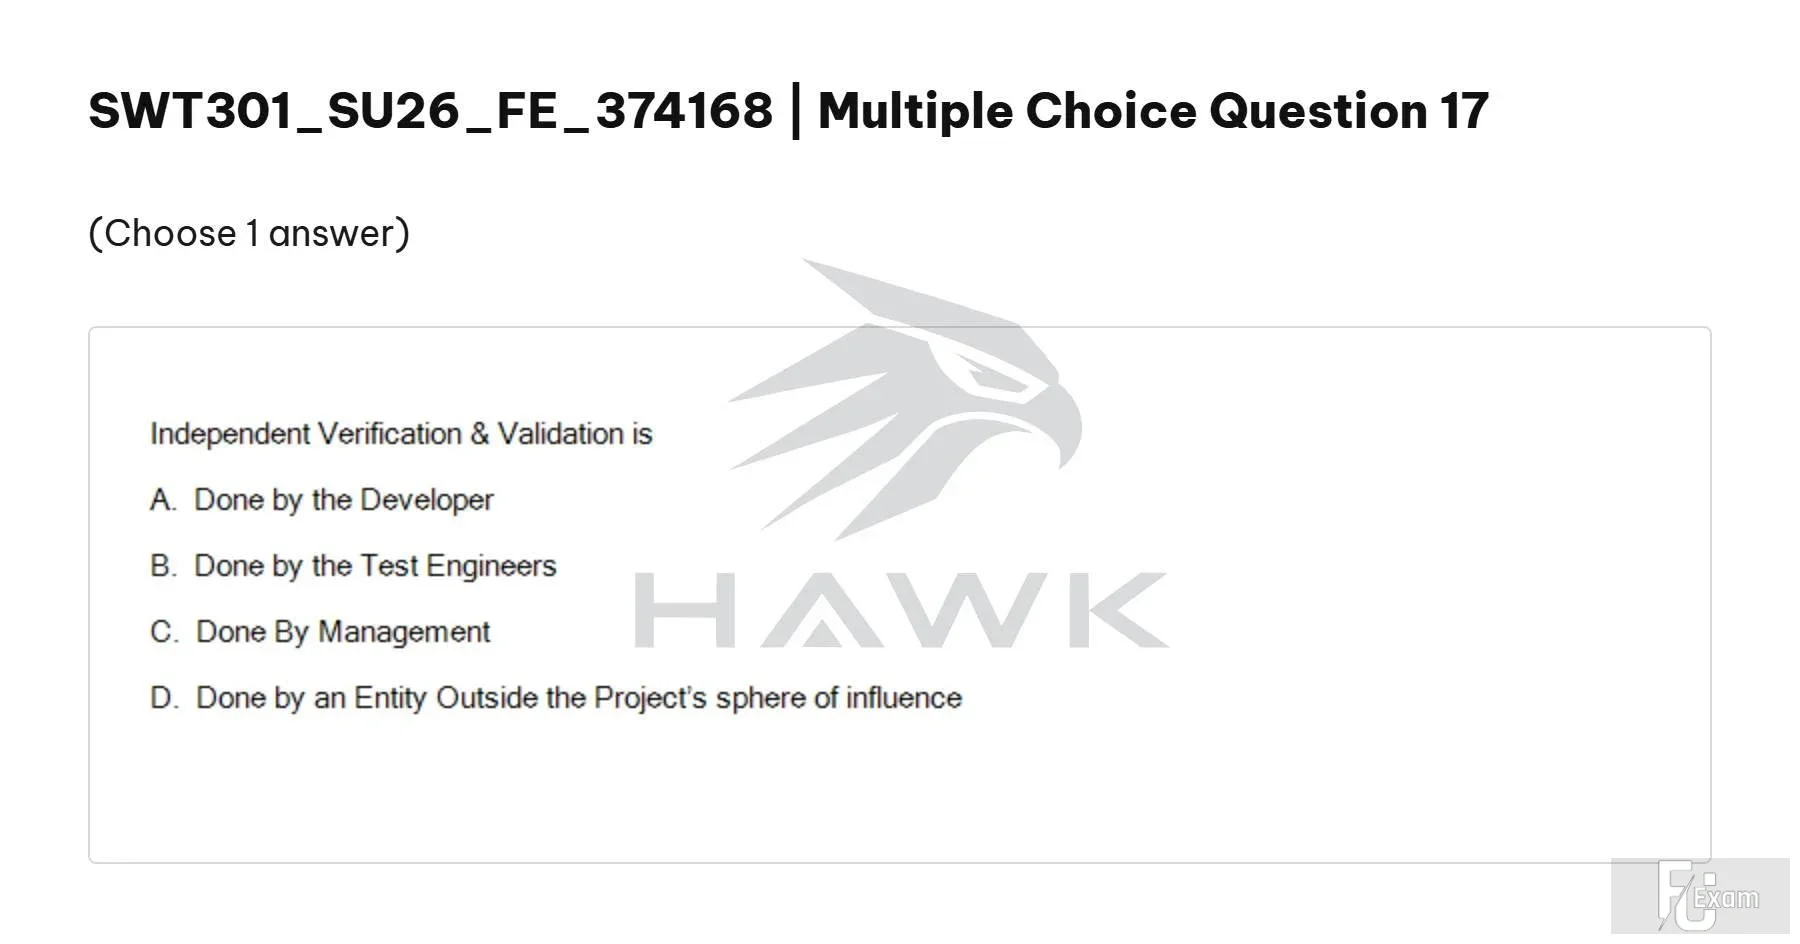 SWT301_SU26_FE_374168 | Multiple Choice Question 17
(Choose 1 answer)
Independent Verification & Validation is
A. Done by the Developer
B. Done by the Test Engineers
C. Done By Management
D. Done by an Entity Outside the Project's sphere of influence
HAWK
FU Exam